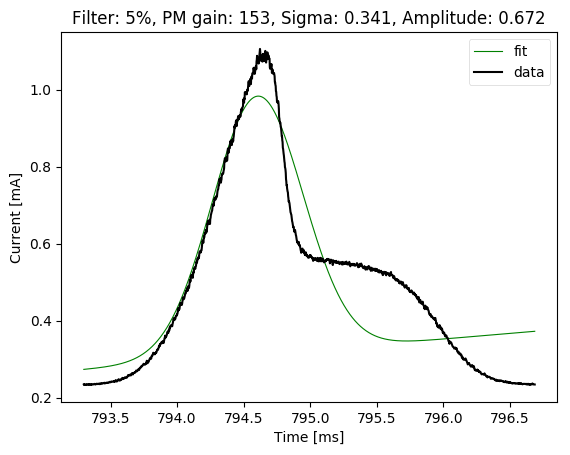 Filter: 5%, PM gain: 153, Sigma: 0.341, Amplitude: 0.672
fit
data
1.0
0.8
0.6
0.4
0.2
Current [mA]
793.5 794.0 794.5 795.0 795.5 796.0 796.5
Time [ms]